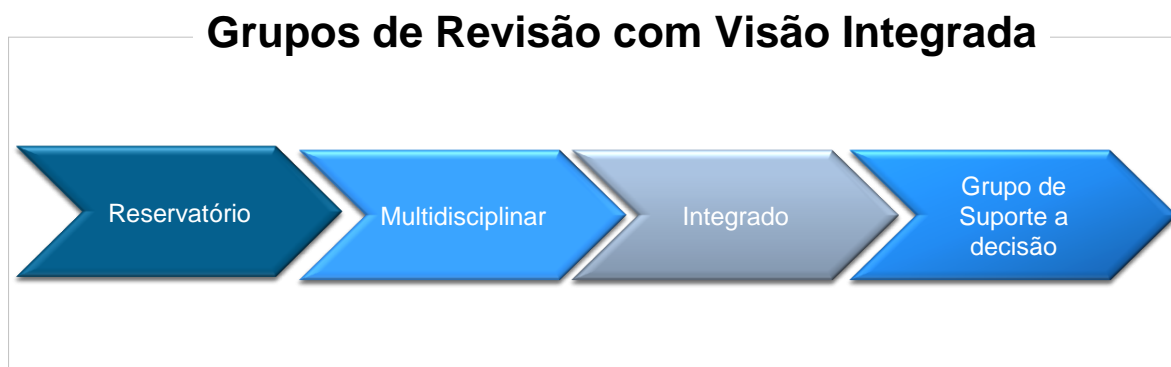 Grupos de Revisão com Visão Integrada
Reservatório
Multidisciplinar
Integrado
Grupo de
Suporte a
decisão